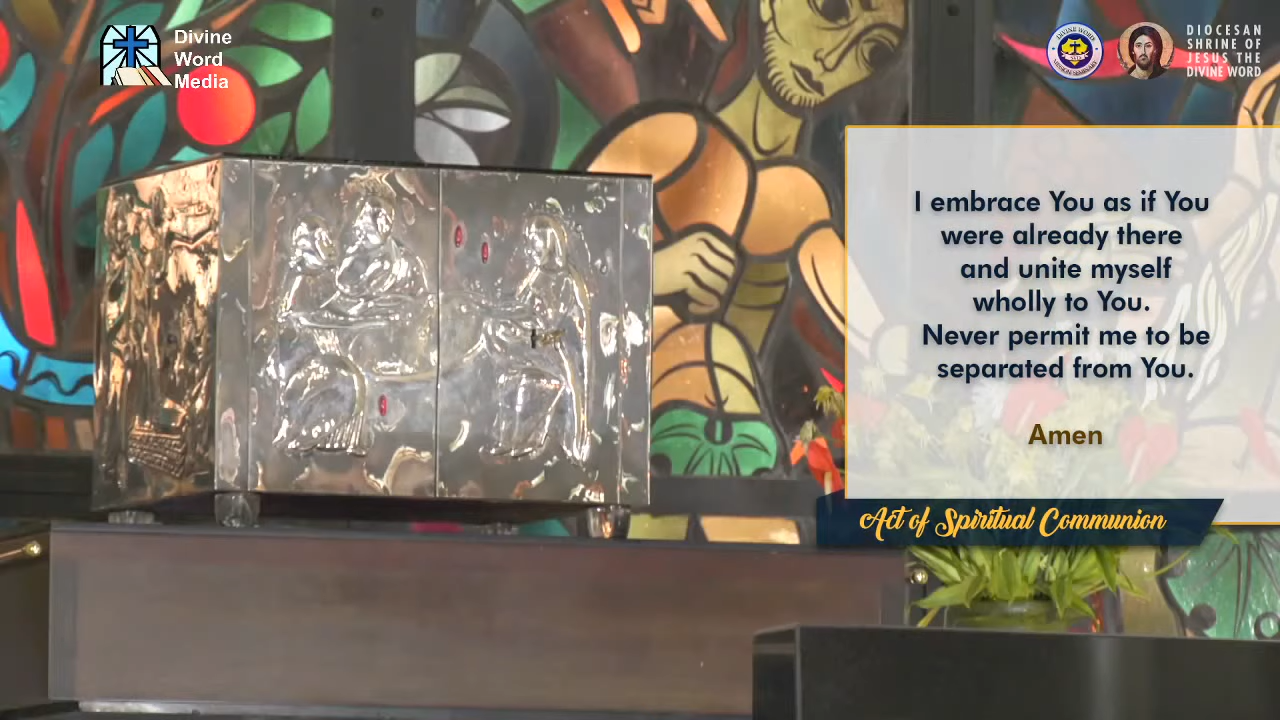 Divine
Word
Media
DIOCESAN
SHRINE OF
JESUS THE
DIVINE WORD
I embrace You as if You
were already there
and unite myself
wholly to You.
Never permit me to be
separated from You.
Amen
Act of Spiritual Communion